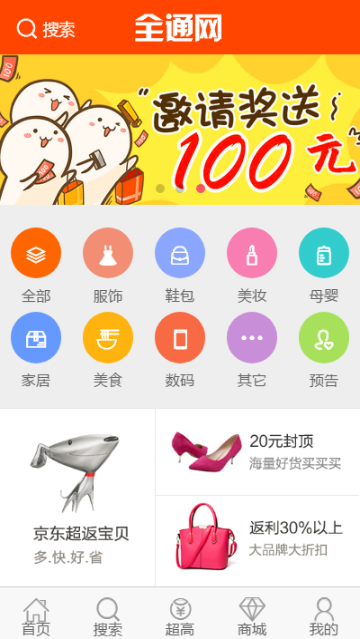 搜索
全通网
"邀请奖送~
100元"
全部
服饰
鞋包
美妆
母婴
家居
美食
数码
其它
预告
京东超返宝贝
多.快.好.省
20元封顶
海量好货买买买
返利30%以上
大品牌大折扣
首页
搜索
超高
商城
我的